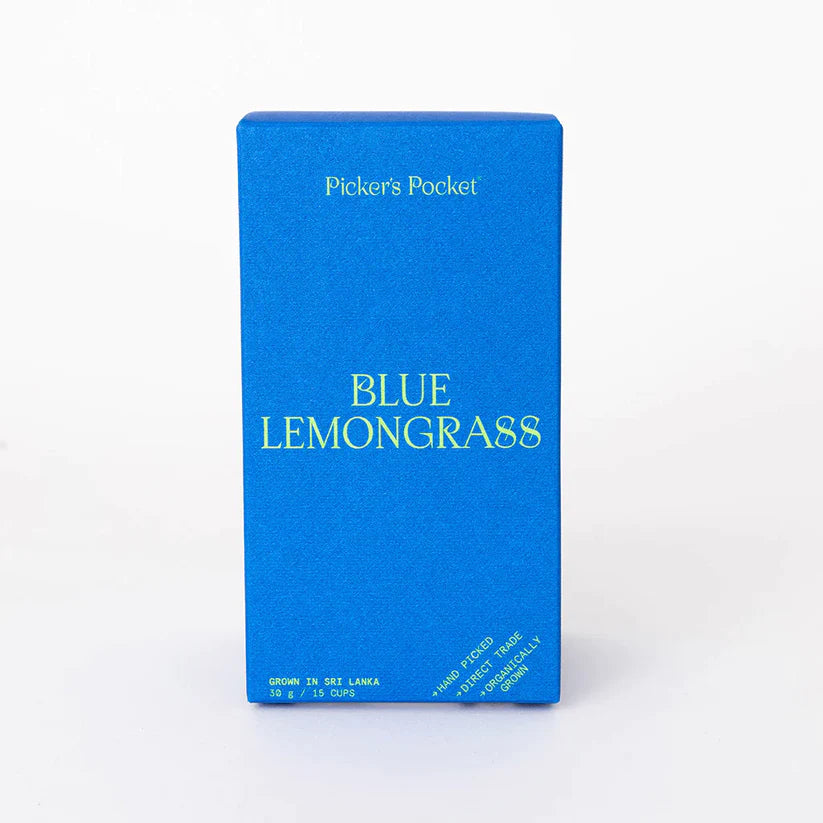 Picker's Pocket
BLUE
LEMONGRASS
GROWN IN SRI LANKA
30 g / 15 CUPS
→HAND PICKED
→DIRECT TRADE
→ORGANICALLY
GROWN